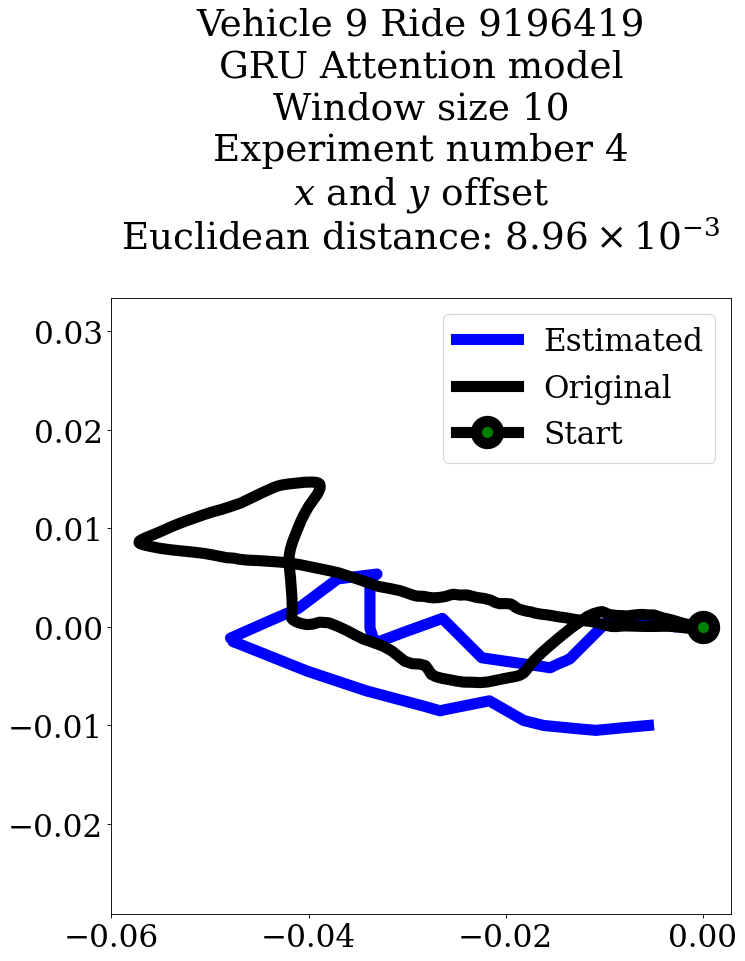 Vehicle 9 Ride 9196419
GRU Attention model
Window size 10
Experiment number 4
x and y offset
Euclidean distance: 8.96 × 10⁻³
Estimated
Original
Start
0.03
0.02
0.01
0.00
−0.01
−0.02
−0.06 −0.04 −0.02 0.00